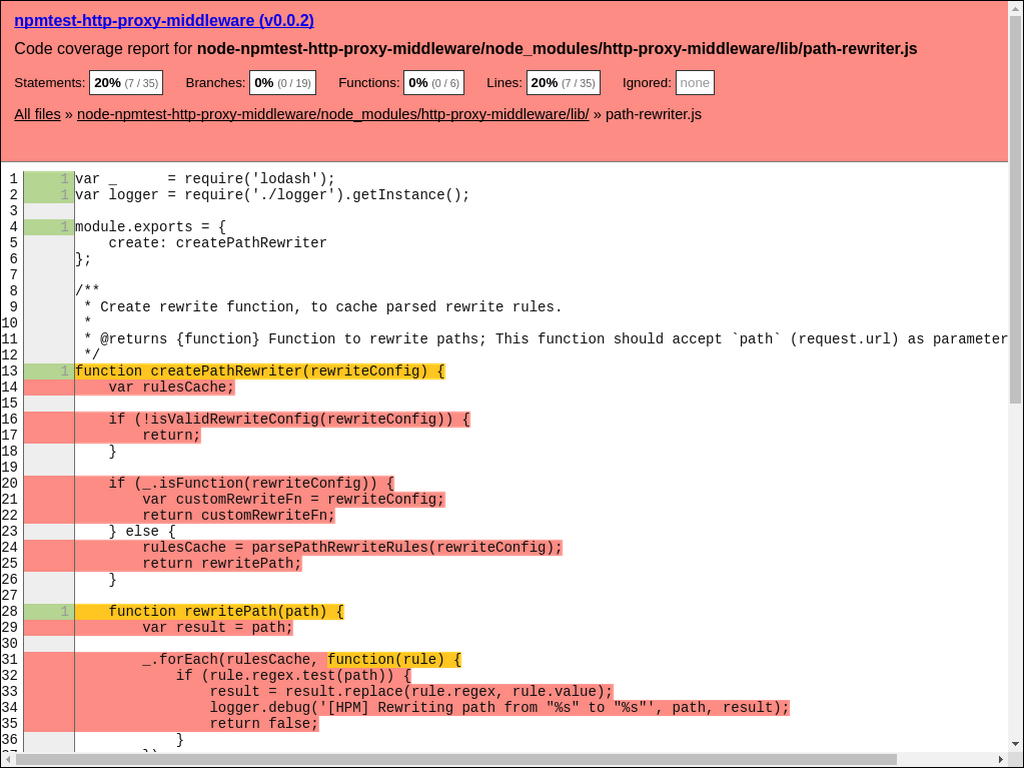 npmtest-http-proxy-middleware (v0.0.2)
Code coverage report for node-npmtest-http-proxy-middleware/node_modules/http-proxy-middleware/lib/path-rewriter.js
Statements: 20% (7 / 35) Branches: 0% (0 / 19) Functions: 0% (0 / 6) Lines: 20% (7 / 35) Ignored: none
All files » node-npmtest-http-proxy-middleware/node_modules/http-proxy-middleware/lib/ » path-rewriter.js
1 1 var _      = require('lodash');
2 1 var logger = require('./logger').getInstance();
3
4 1 module.exports = {
5     create: createPathRewriter
6 };
7
8 /**
9  * Create rewrite function, to cache parsed rewrite rules.
10  *
11  * @returns {function} Function to rewrite paths; This function should accept `path` (request.url) as parameter
12  */
13 1 function createPathRewriter(rewriteConfig) {
14     var rulesCache;
15
16     if (!isValidRewriteConfig(rewriteConfig)) {
17         return;
18     }
19
20     if (_.isFunction(rewriteConfig)) {
21         var customRewriteFn = rewriteConfig;
22         return customRewriteFn;
23     } else {
24         rulesCache = parsePathRewriteRules(rewriteConfig);
25         return rewritePath;
26     }
27
28 1     function rewritePath(path) {
29         var result = path;
30
31         _.forEach(rulesCache, function(rule) {
32             if (rule.regex.test(path)) {
33                 result = result.replace(rule.regex, rule.value);
34                 logger.debug('[HPM] Rewriting path from "%s" to "%s"', path, result);
35                 return false;
36             }